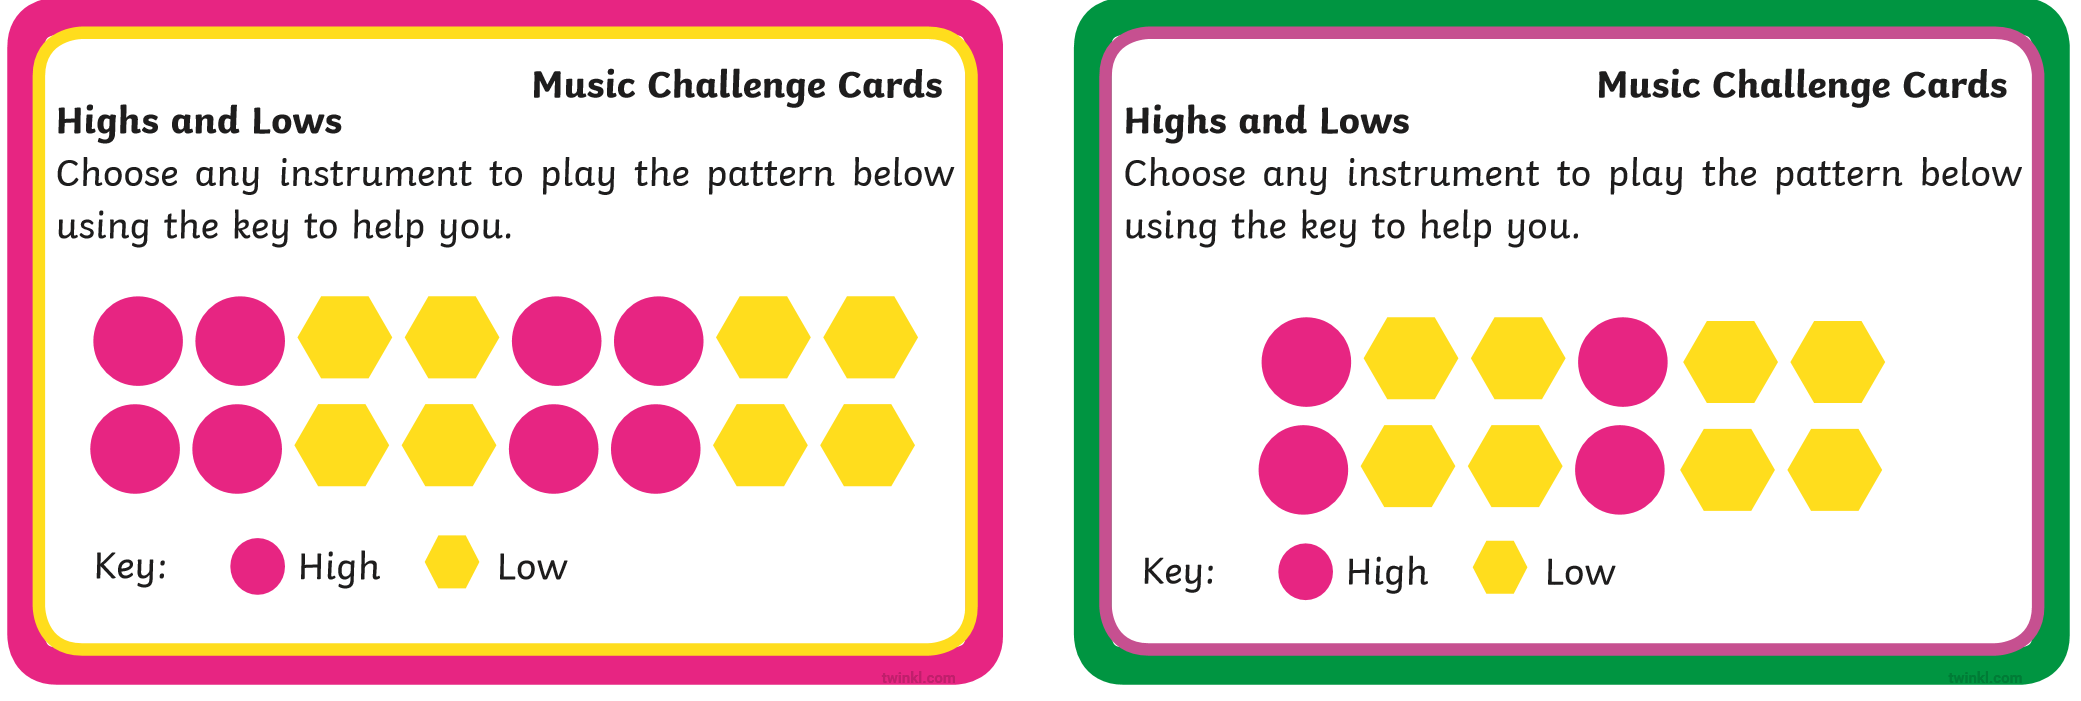 Music Challenge Cards
Highs and Lows
Choose any instrument to play the pattern below
using the key to help you.
Key: High Low
twinkl.com
Music Challenge Cards
Highs and Lows
Choose any instrument to play the pattern below
using the key to help you.
Key: High Low
twinkl.com